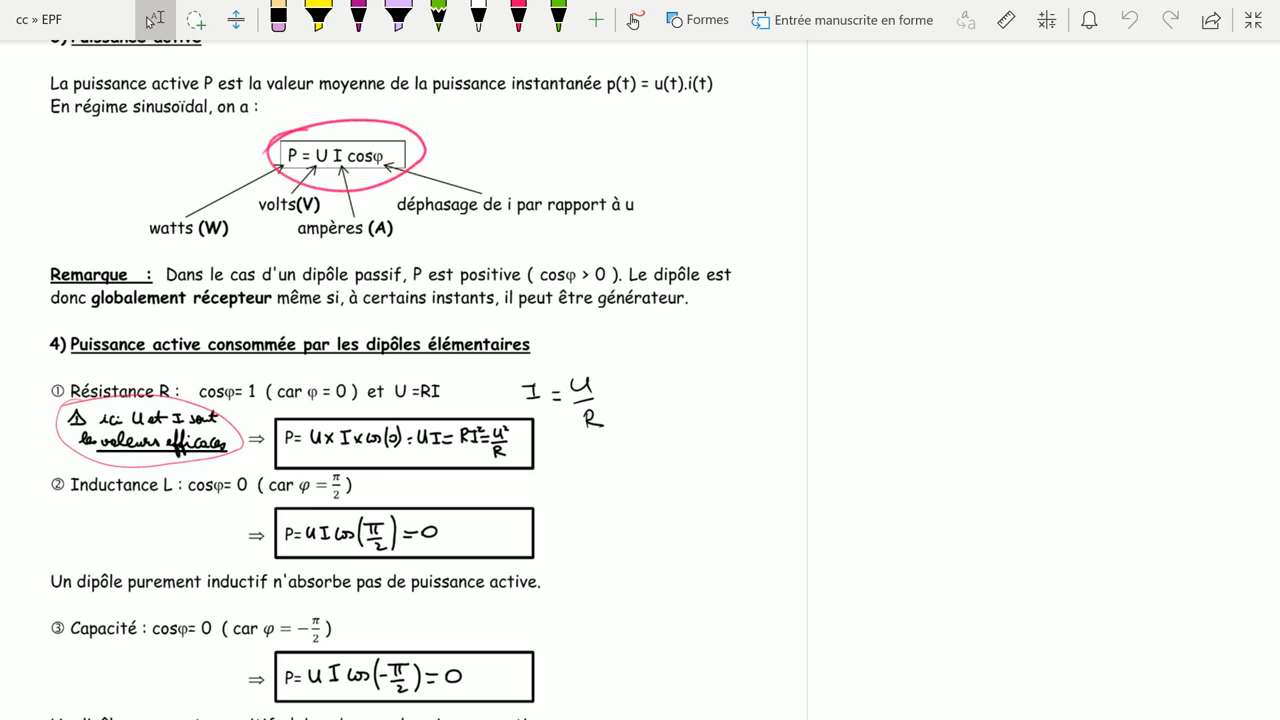 cc » EPF
Formes
Entrée manuscrite en forme
3) Puissance active
La puissance active P est la valeur moyenne de la puissance instantanée p(t) = u(t).i(t)
En régime sinusoïdal, on a :
P = U I cosφ
volts(V) déphasage de i par rapport à u
watts (W) ampères (A)
Remarque : Dans le cas d'un dipôle passif, P est positive ( cosφ > 0 ). Le dipôle est
donc globalement récepteur même si, à certains instants, il peut être générateur.
4) Puissance active consommée par les dipôles élémentaires
① Résistance R : cosφ= 1 ( car φ = 0 ) et U =RI I = U/R
⚠ ici U et I sont
les valeurs efficaces ⇒ P= U x I x cos(0) = UI = RI² = U²/R
② Inductance L : cosφ= 0 ( car φ = π/2 )
⇒ P= U I cos(π/2) = 0
Un dipôle purement inductif n'absorbe pas de puissance active.
③ Capacité : cosφ= 0 ( car φ = -π/2 )
⇒ P= U I cos(-π/2) = 0